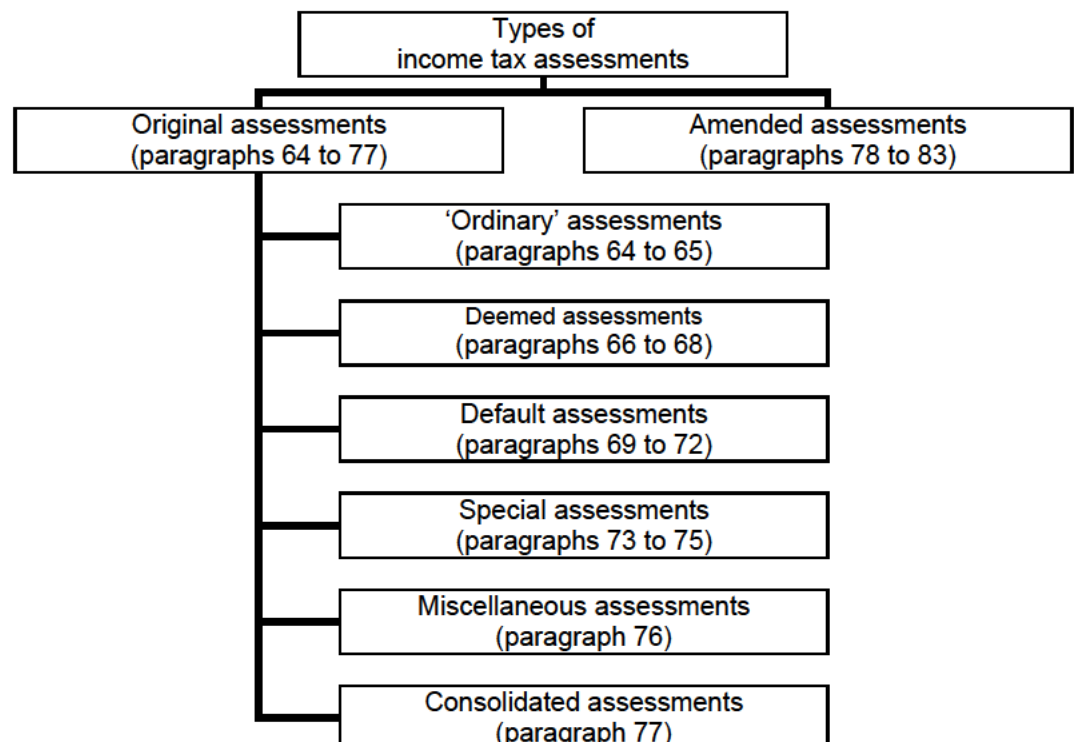 Types of
income tax assessments
Original assessments
(paragraphs 64 to 77)
Amended assessments
(paragraphs 78 to 83)
‘Ordinary’ assessments
(paragraphs 64 to 65)
Deemed assessments
(paragraphs 66 to 68)
Default assessments
(paragraphs 69 to 72)
Special assessments
(paragraphs 73 to 75)
Miscellaneous assessments
(paragraph 76)
Consolidated assessments
(paragraph 77)